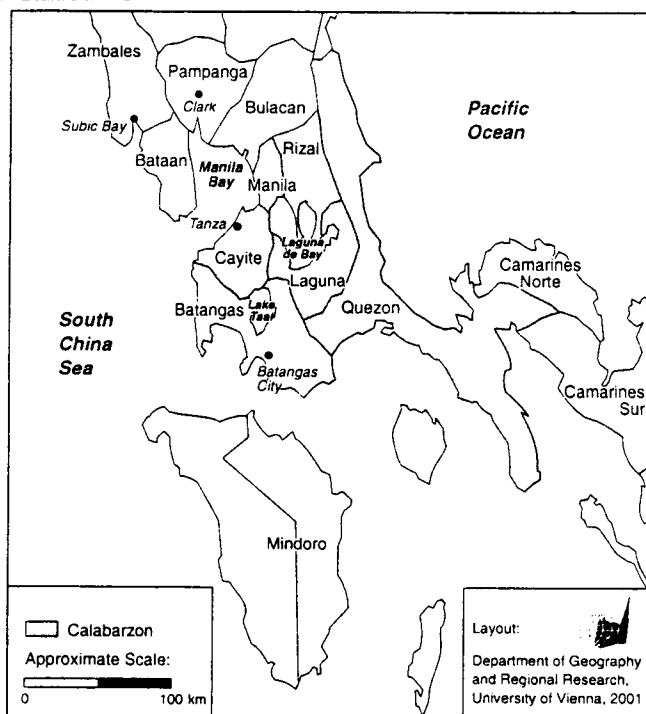 Zambales
Pampanga
Clark
Bulacan
Pacific
Ocean
Subic Bay
Rizal
Bataan
Manila
Bay
Manila
Tanza
Laguna
de Bay
Cayite
Camarines
Norte
Laguna
Batangas
Lake
Taar
Quezon
South
China
Sea
Batangas
City
Camarines
Sur
Mindoro
Calabarzon
Approximate Scale:
0 100 km
Layout:
Department of Geography
and Regional Research,
University of Vienna, 2001